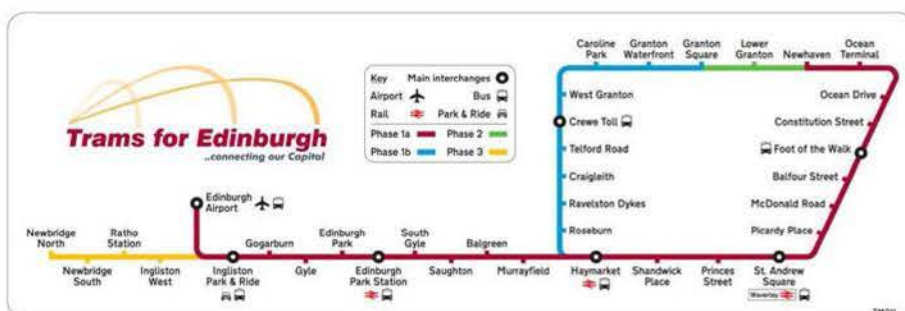 Trams for Edinburgh
..connecting our Capital
Key
Main interchanges
Airport
Bus
Rail
Park & Ride
Phase 1a
Phase 2
Phase 1b
Phase 3
Caroline
Park
Granton
Waterfront
Granton
Square
Lower
Granton
Newhaven
Ocean
Terminal
West Granton
Crewe Toll
Telford Road
Craigleith
Ravelston Dykes
Roseburn
Ocean Drive
Constitution Street
Foot of the Walk
Balfour Street
McDonald Road
Picardy Place
Edinburgh
Airport
Newbridge
North
Ratho
Station
Gogarburn
Edinburgh
Park
South
Gyle
Balgreen
Newbridge
South
Ingliston
West
Ingliston
Park & Ride
Gyle
Edinburgh
Park Station
Saughton
Murrayfield
Haymarket
Shandwick
Place
Princes
Street
St. Andrew
Square
Waverley